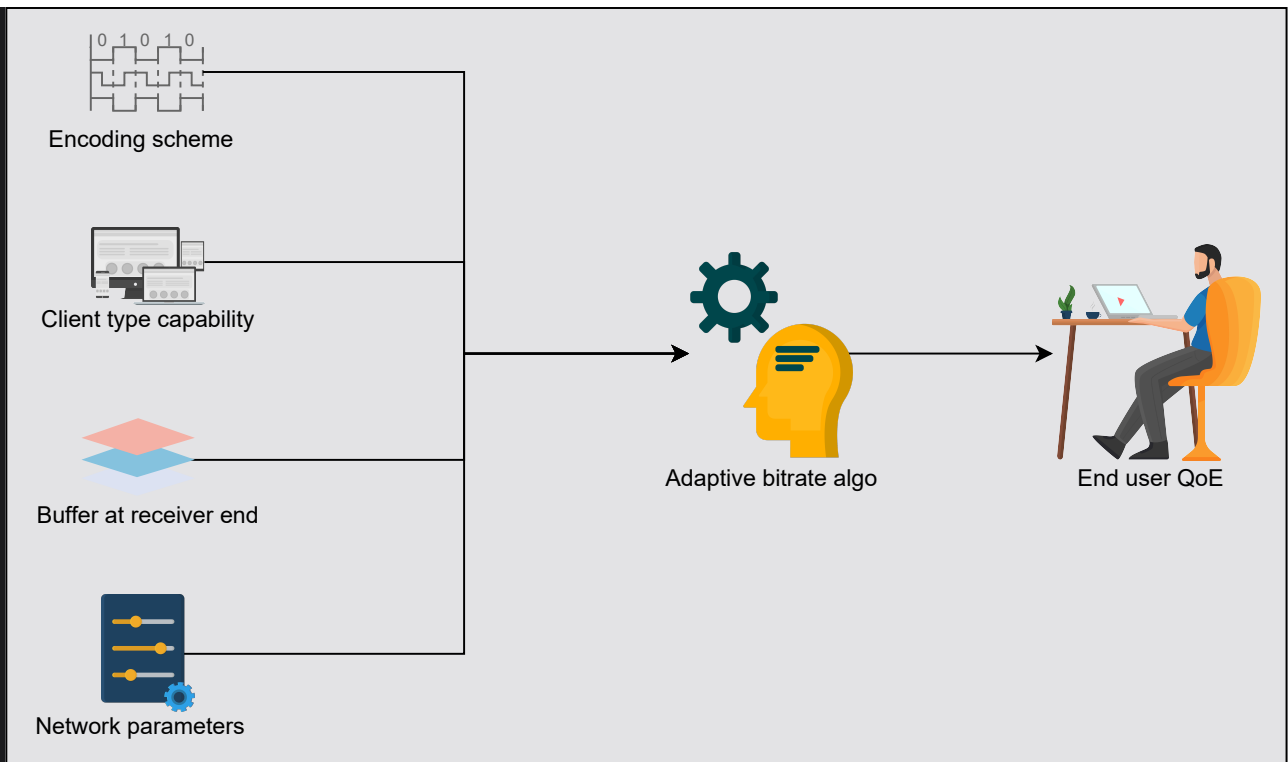 0 1 0 1 0
Encoding scheme
Client type capability
Buffer at receiver end
Network parameters
Adaptive bitrate algo
End user QoE